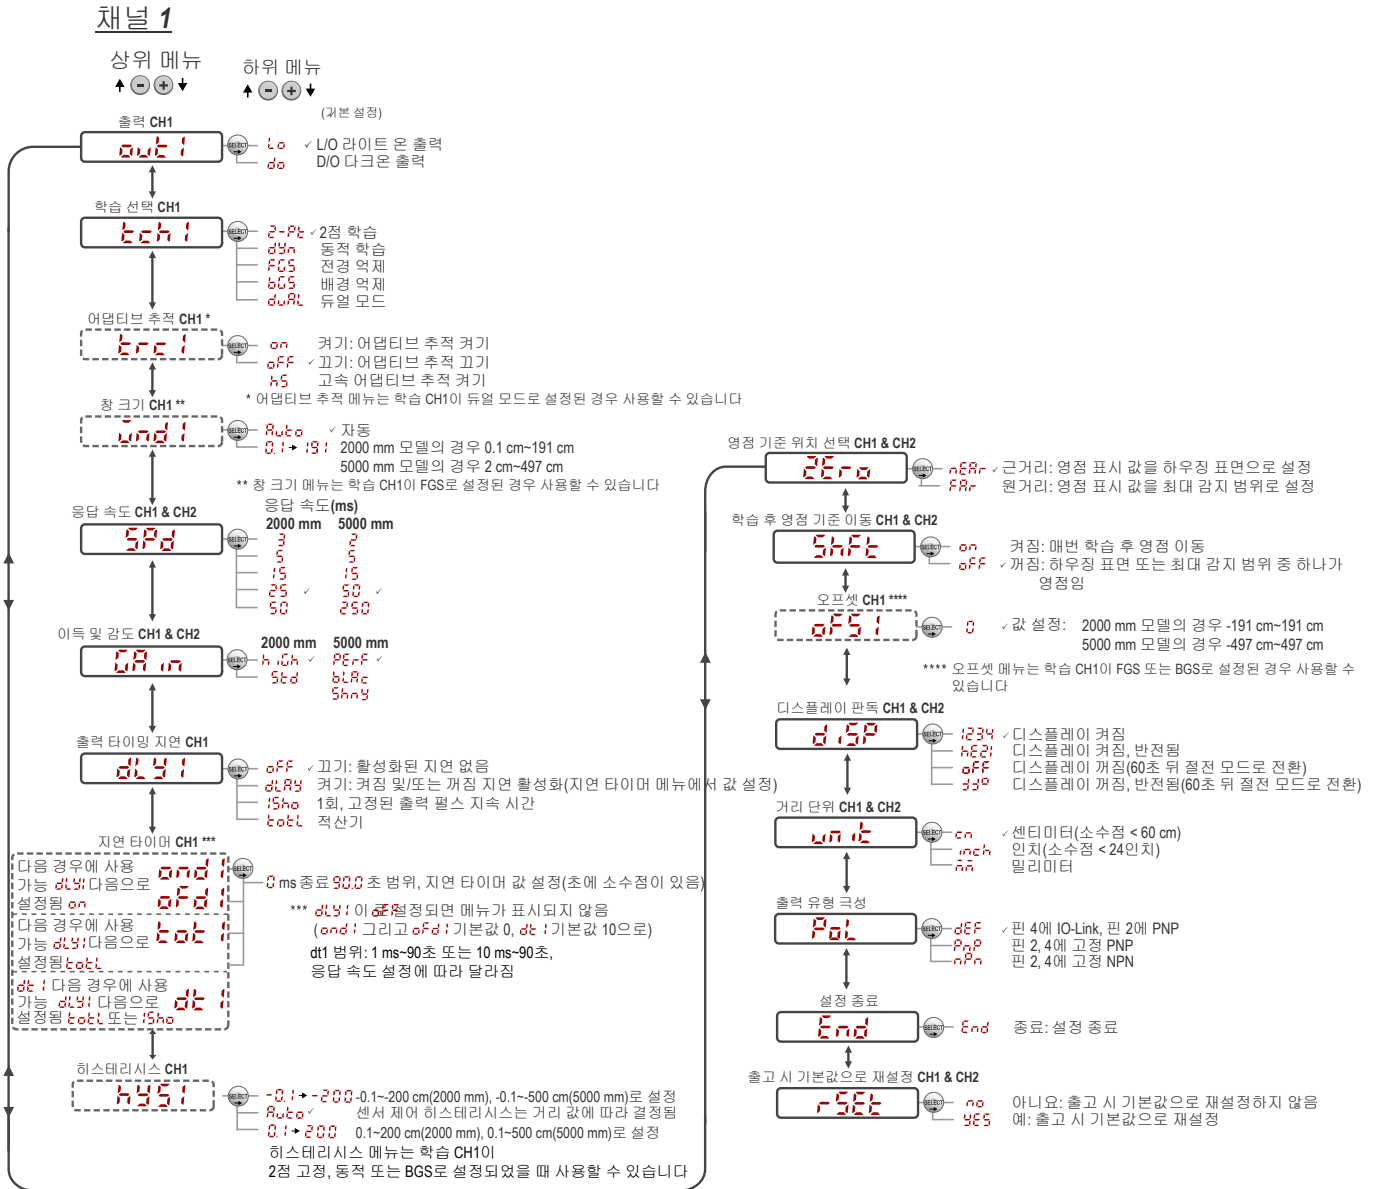 채널 1
상위 메뉴
하위 메뉴
(기본 설정)
출력 CH1
out1
SELECT
Lo ✓ L/O 라이트 온 출력
do D/O 다크온 출력
학습 선택 CH1
tch1
SELECT
2-Pt ✓ 2점 학습
dYn 동적 학습
FGS 전경 억제
bGS 배경 억제
duAL 듀얼 모드
어댑티브 추적 CH1 *
trc1
SELECT
on 켜기: 어댑티브 추적 켜기
oFF ✓ 끄기: 어댑티브 추적 끄기
hS 고속 어댑티브 추적 켜기
* 어댑티브 추적 메뉴는 학습 CH1이 듀얼 모드로 설정된 경우 사용할 수 있습니다
창 크기 CH1 **
wnd1
SELECT
Auto ✓ 자동
0.1 → 191 2000 mm 모델의 경우 0.1 cm~191 cm
5000 mm 모델의 경우 2 cm~497 cm
** 창 크기 메뉴는 학습 CH1이 FGS로 설정된 경우 사용할 수 있습니다
응답 속도 CH1 & CH2
SPd
SELECT
응답 속도(ms)
2000 mm 5000 mm
3 2
5 5
15 15
25 ✓ 50 ✓
50 250
이득 및 감도 CH1 & CH2
GAin
SELECT
2000 mm 5000 mm
hiGh ✓ PErF ✓
Std bLAc
Shny
출력 타이밍 지연 CH1
dLY1
SELECT
oFF ✓ 끄기: 활성화된 지연 없음
dLAY 켜기: 켜짐 및/또는 꺼짐 지연 활성화(지연 타이머 메뉴에서 값 설정)
1Sho 1회, 고정된 출력 펄스 지속 시간
totL 적산기
지연 타이머 CH1 ***
다음 경우에 사용
가능 dLY1 다음으로
설정됨 on
ond1
oFd1
다음 경우에 사용
가능 dLY1 다음으로
설정됨 totL
tot1
dt1 다음 경우에 사용
가능 dLY1 다음으로
설정됨 totL 또는 1Sho
dt1
SELECT
0 ms 종료 90.0 초 범위, 지연 타이머 값 설정(초에 소수점이 있음)
*** dLY1 이 oFF 로 설정되면 메뉴가 표시되지 않음
(ond1 그리고 oFd1 기본값 0, dt1 기본값 10으로)
dt1 범위: 1 ms~90초 또는 10 ms~90초,
응답 속도 설정에 따라 달라짐
히스테리시스 CH1
hYS1
SELECT
-0.1 → -200 -0.1~-200 cm(2000 mm), -0.1~-500 cm(5000 mm)로 설정
Auto ✓ 센서 제어 히스테리시스는 거리 값에 따라 결정됨
0.1 → 200 0.1~200 cm(2000 mm), 0.1~500 cm(5000 mm)로 설정
히스테리시스 메뉴는 학습 CH1이
2점 고정, 동적 또는 BGS로 설정되었을 때 사용할 수 있습니다
영점 기준 위치 선택 CH1 & CH2
ZEro
SELECT
nEAr ✓ 근거리: 영점 표시 값을 하우징 표면으로 설정
FAr 원거리: 영점 표시 값을 최대 감지 범위로 설정
학습 후 영점 기준 이동 CH1 & CH2
ShFt
SELECT
on 켜짐: 매번 학습 후 영점 이동
oFF ✓ 꺼짐: 하우징 표면 또는 최대 감지 범위 중 하나가
영점임
오프셋 CH1 ****
oFS1
SELECT
0 ✓ 값 설정: 2000 mm 모델의 경우 -191 cm~191 cm
5000 mm 모델의 경우 -497 cm~497 cm
**** 오프셋 메뉴는 학습 CH1이 FGS 또는 BGS로 설정된 경우 사용할 수
있습니다
디스플레이 판독 CH1 & CH2
diSP
SELECT
1234 ✓ 디스플레이 켜짐
hEZ1 디스플레이 켜짐, 반전됨
oFF 디스플레이 꺼짐(60초 뒤 절전 모드로 전환)
디스플레이 꺼짐, 반전됨(60초 뒤 절전 모드로 전환)
거리 단위 CH1 & CH2
unit
SELECT
cn ✓ 센티미터(소수점 < 60 cm)
inch 인치(소수점 < 24인치)
밀리미터
출력 유형 극성
PoL
SELECT
dEF ✓ 핀 4에 IO-Link, 핀 2에 PNP
PnP 핀 2, 4에 고정 PNP
nPn 핀 2, 4에 고정 NPN
설정 종료
End
SELECT
End 종료: 설정 종료
출고 시 기본값으로 재설정 CH1 & CH2
rSEt
SELECT
no 아니요: 출고 시 기본값으로 재설정하지 않음
YES 예: 출고 시 기본값으로 재설정